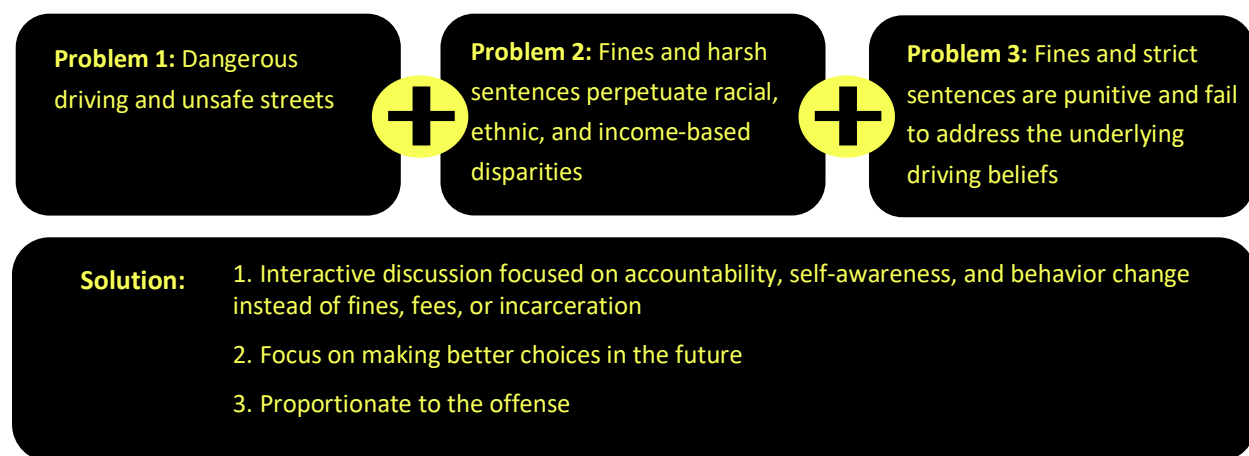 Problem 1: Dangerous
driving and unsafe streets
Problem 2: Fines and harsh
sentences perpetuate racial,
ethnic, and income-based
disparities
Problem 3: Fines and strict
sentences are punitive and fail
to address the underlying
driving beliefs
Solution:
1. Interactive discussion focused on accountability, self-awareness, and behavior change
instead of fines, fees, or incarceration
2. Focus on making better choices in the future
3. Proportionate to the offense